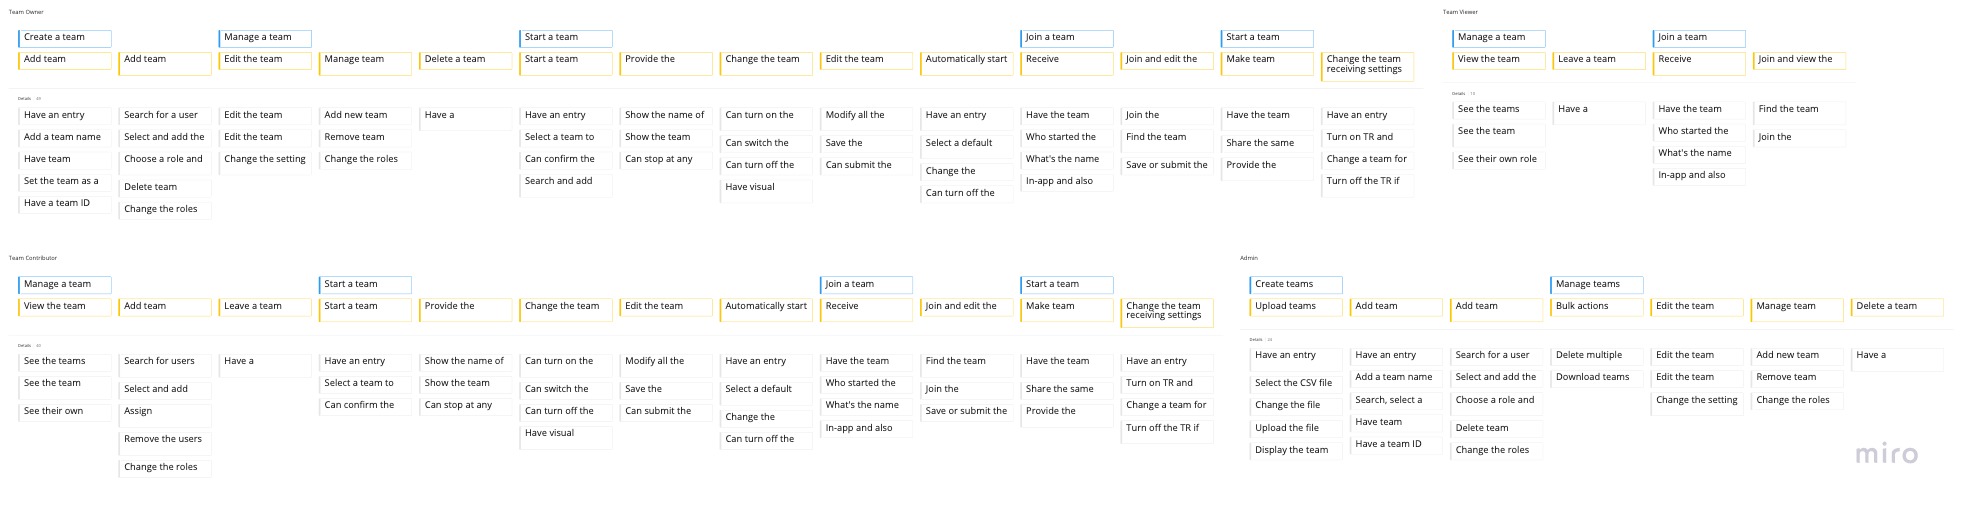 Team Owner
Create a team
Manage a team
Start a team
Join a team
Start a team
Add team
Add team
Edit the team
Manage team
Delete a team
Start a team
Provide the
Change the team
Edit the team
Automatically start
Receive
Join and edit the
Make team
Change the team
receiving settings
Details
Have an entry
Search for a user
Edit the team
Add new team
Have a
Have an entry
Show the name of
Can turn on the
Modify all the
Have an entry
Have the team
Join the
Have the team
Have an entry
Add a team name
Select and add the
Edit the team
Remove team
Select a team to
Show the team
Can switch the
Save the
Select a default
Who started the
Find the team
Share the same
Turn on TR and
Have team
Choose a role and
Change the setting
Change the roles
Can confirm the
Can stop at any
Can turn off the
Can submit the
Change the
What's the name
Save or submit the
Provide the
Change a team for
Set the team as a
Delete team
Search and add
Have visual
Can turn off the
In-app and also
Turn off the TR if
Have a team ID
Change the roles
Team Viewer
Manage a team
Join a team
View the team
Leave a team
Receive
Join and view the
Details
See the teams
Have a
Have the team
Find the team
See the team
Who started the
Join the
See their own role
What's the name
In-app and also
Team Contributor
Manage a team
Start a team
Join a team
Start a team
View the team
Add team
Leave a team
Start a team
Provide the
Change the team
Edit the team
Automatically start
Receive
Join and edit the
Make team
Change the team
receiving settings
Details
See the teams
Search for users
Have a
Have an entry
Show the name of
Can turn on the
Modify all the
Have an entry
Have the team
Find the team
Have the team
Have an entry
See the team
Select and add
Select a team to
Show the team
Can switch the
Save the
Select a default
Who started the
Join the
Share the same
Turn on TR and
See their own
Assign
Can confirm the
Can stop at any
Can turn off the
Can submit the
Change the
What's the name
Save or submit the
Provide the
Change a team for
Remove the users
Have visual
Can turn off the
In-app and also
Turn off the TR if
Change the roles
Admin
Create teams
Manage teams
Upload teams
Add team
Add team
Bulk actions
Edit the team
Manage team
Delete a team
Details
Have an entry
Have an entry
Search for a user
Delete multiple
Edit the team
Add new team
Have a
Select the CSV file
Add a team name
Select and add the
Download teams
Edit the team
Remove team
Change the file
Search, select a
Choose a role and
Change the setting
Change the roles
Upload the file
Have team
Delete team
Display the team
Have a team ID
Change the roles
miro